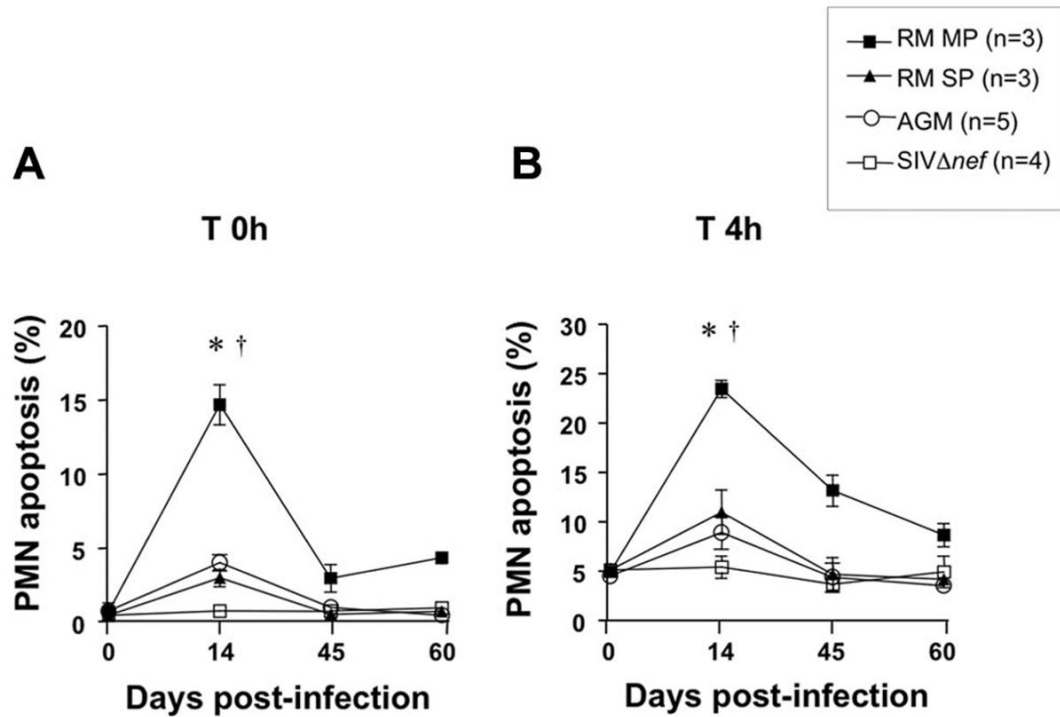 RM MP (n=3)
RM SP (n=3)
AGM (n=5)
SIVΔnef (n=4)
A
B
T 0h
T 4h
PMN apoptosis (%)
20
15
10
5
0
* †
0
14
45
60
Days post-infection
PMN apoptosis (%)
30
25
20
15
10
5
0
* †
0
14
45
60
Days post-infection